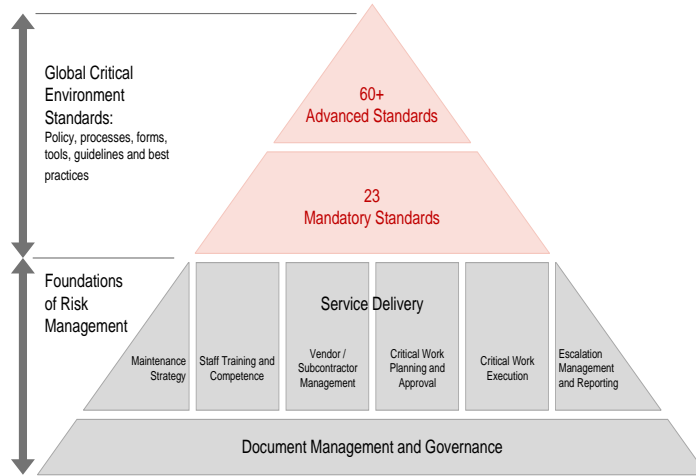 60+
Advanced Standards
Global Critical
Environment
Standards:
Policy, processes, forms,
tools, guidelines and best
practices
23
Mandatory Standards
Foundations
of Risk
Management
Service Delivery
Maintenance
Strategy
Staff Training and
Competence
Vendor /
Subcontractor
Management
Critical Work
Planning and
Approval
Critical Work
Execution
Escalation
Management
and Reporting
Document Management and Governance